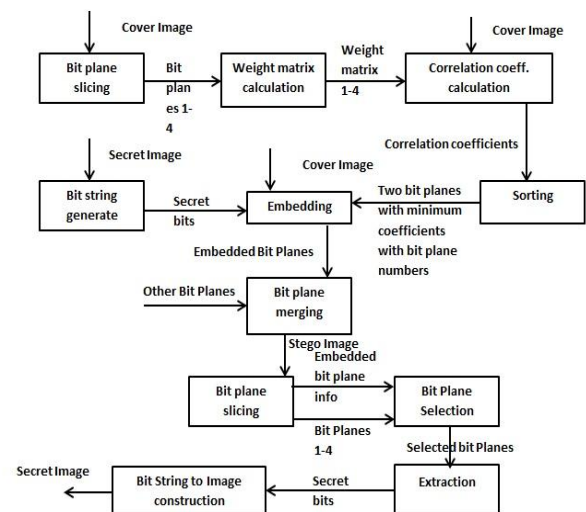 Cover Image
Cover Image
Bit plane
slicing
Bit
plan
es 1-
4
Weight matrix
calculation
Weight
matrix
1-4
Correlation coeff.
calculation
Correlation coefficients
Secret Image
Cover Image
Bit string
generate
Secret
bits
Embedding
Two bit planes
with minimum
coefficients
with bit plane
numbers
Sorting
Embedded Bit Planes
Other Bit Planes
Bit plane
merging
Stego Image
Bit plane
slicing
Embedded
bit plane
info
Bit Planes
1-4
Bit Plane
Selection
Selected bit Planes
Secret Image
Bit String to Image
construction
Secret
bits
Extraction